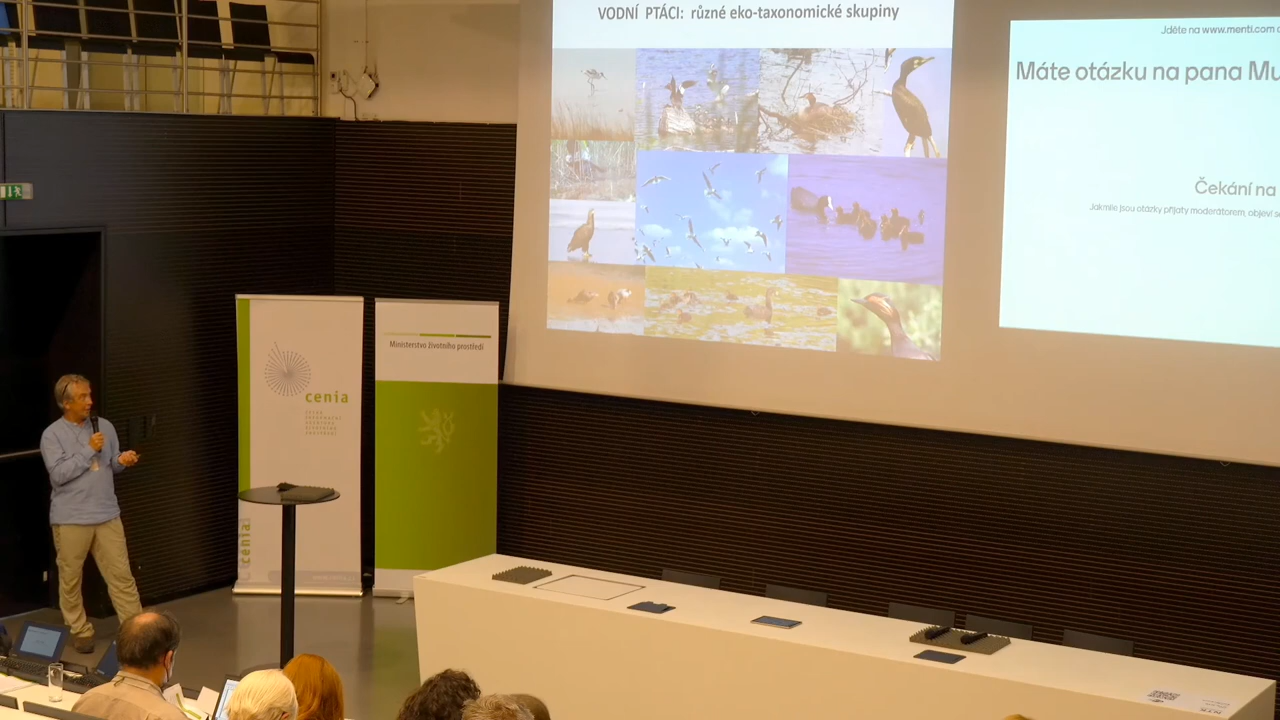 VODNÍ PTÁCI: různé eko-taxonomické skupiny
Jděte na www.menti.com
Máte otázku na pana Mu
Čekání na
Jakmile jsou otázky přijaty moderátorem, objeví s
cenia
Ministerstvo životního prostředí
cenia